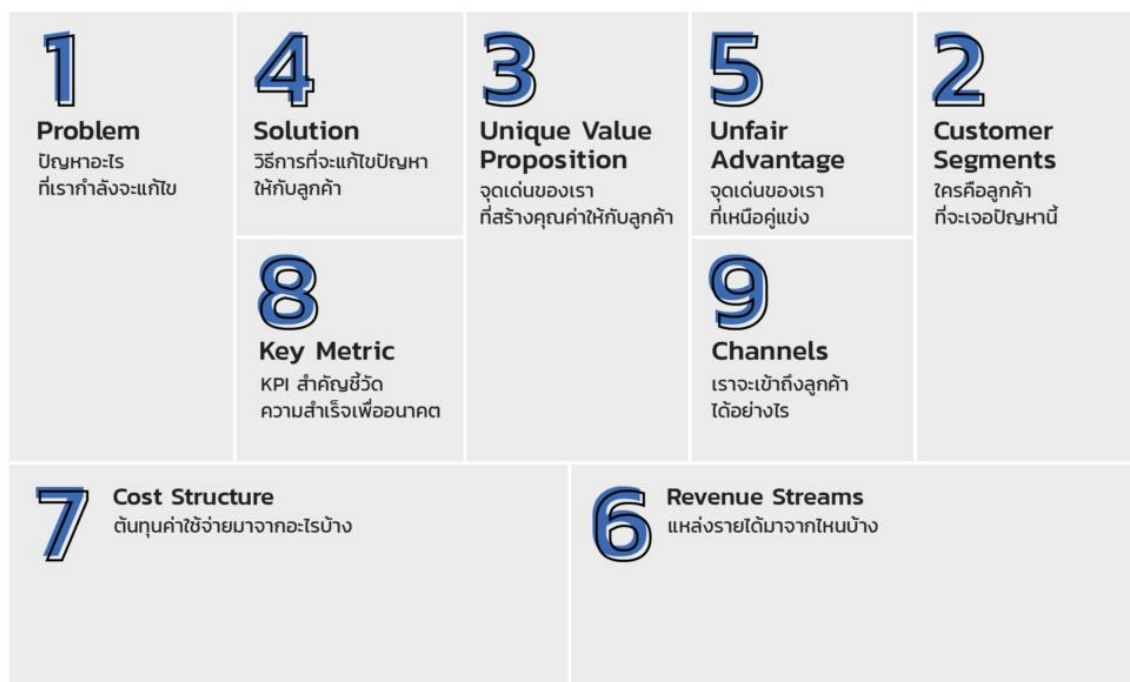 1
Problem
ปัญหาอะไร
ที่เรากำลังจะแก้ไข
4
Solution
วิธีการที่จะแก้ไขปัญหา
ให้กับลูกค้า
8
Key Metric
KPI สำคัญชี้วัด
ความสำเร็จเพื่ออนาคต
3
Unique Value
Proposition
จุดเด่นของเรา
ที่สร้างคุณค่าให้กับลูกค้า
5
Unfair
Advantage
จุดเด่นของเรา
ที่เหนือคู่แข่ง
9
Channels
เราจะเข้าถึงลูกค้า
ได้อย่างไร
2
Customer
Segments
ใครคือลูกค้า
ที่จะเจอปัญหานี้
7
Cost Structure
ต้นทุนค่าใช้จ่ายมาจากอะไรบ้าง
6
Revenue Streams
แหล่งรายได้มาจากไหนบ้าง